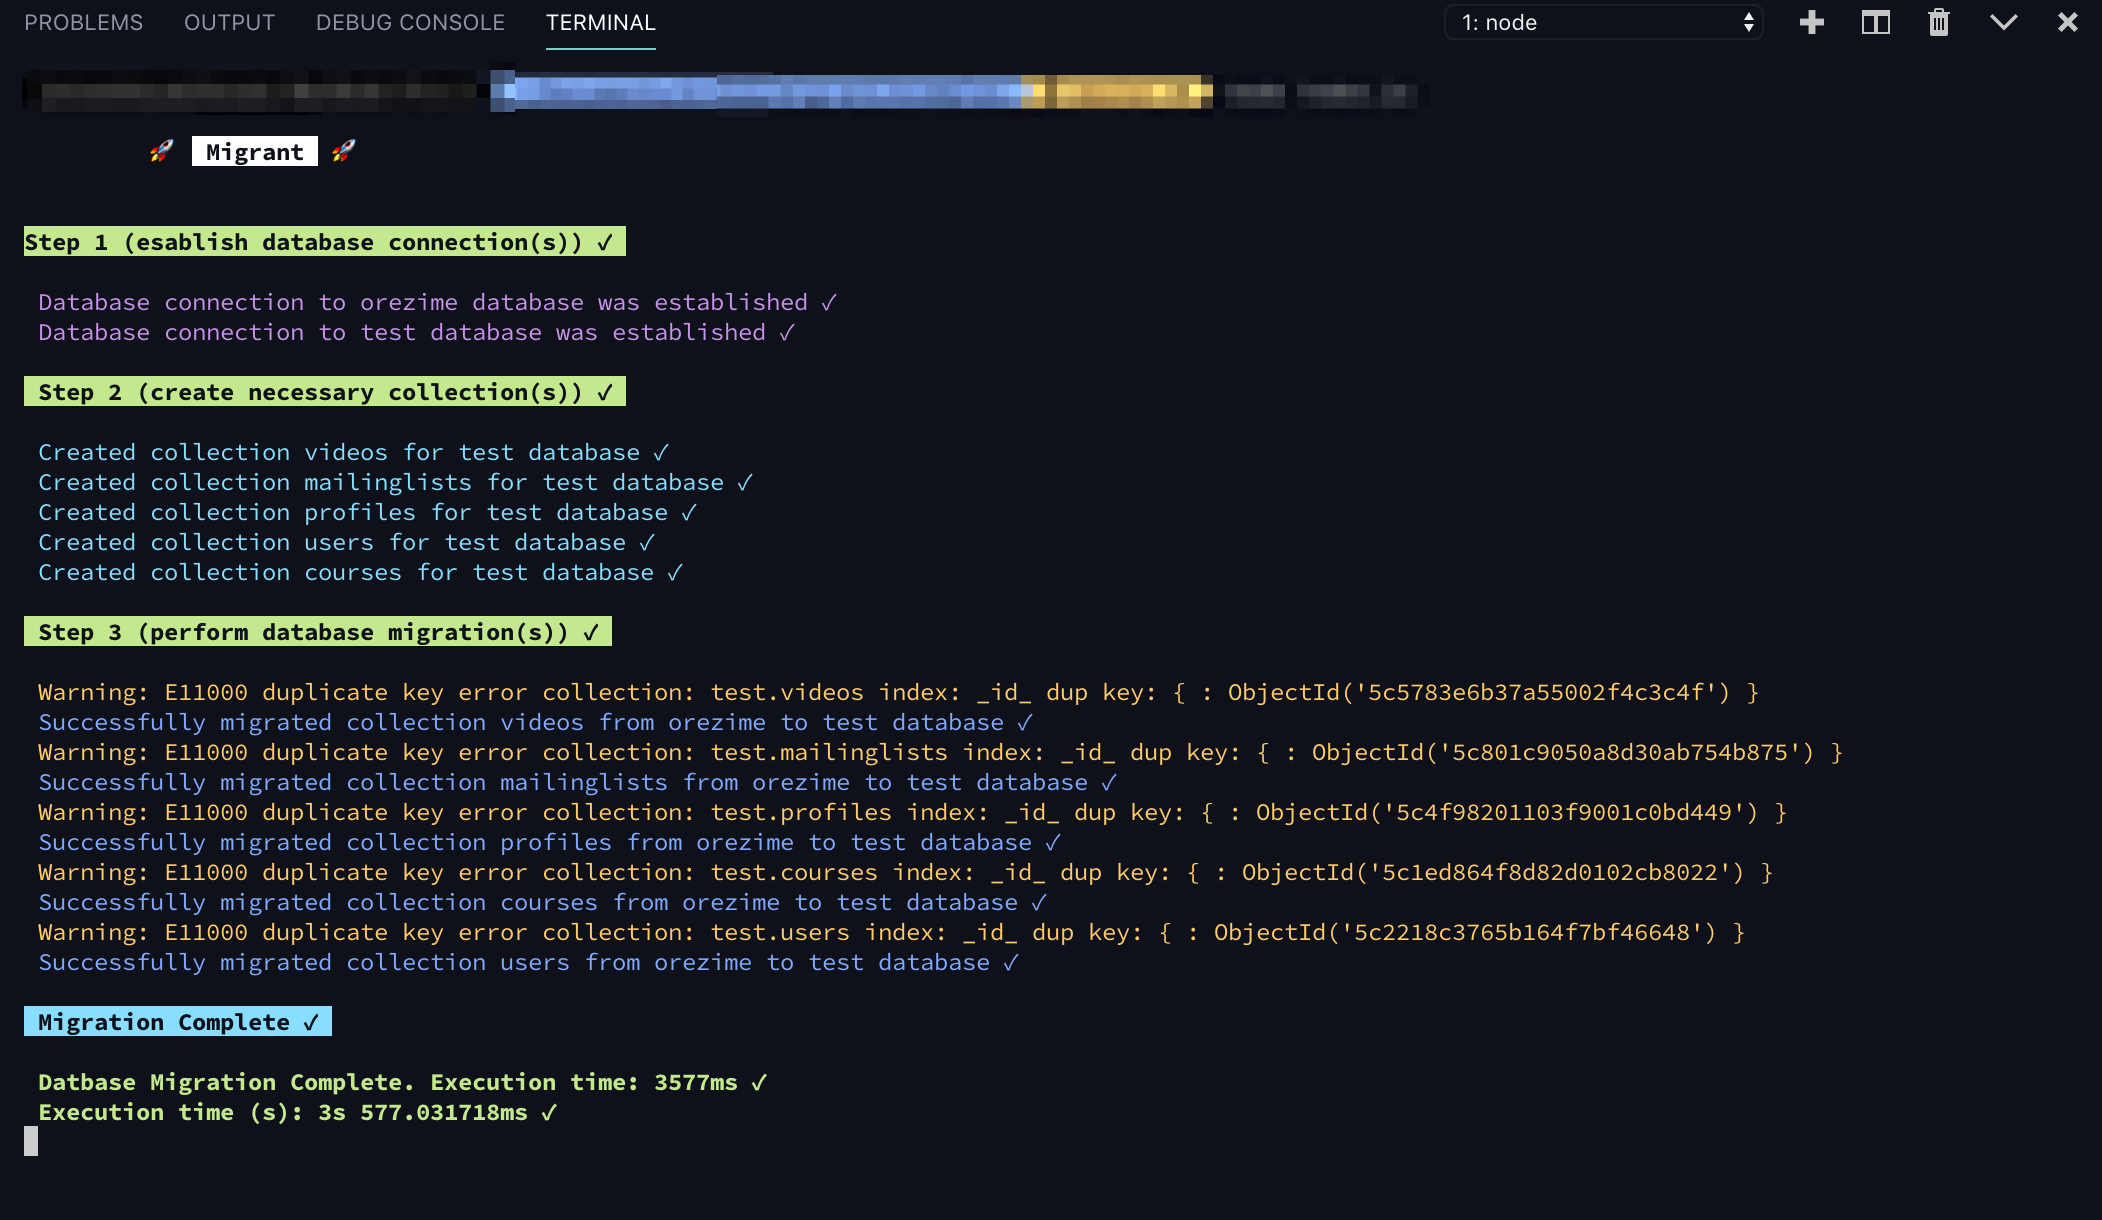 PROBLEMS OUTPUT DEBUG CONSOLE TERMINAL 1: node
🚀 Migrant 🚀
Step 1 (esablish database connection(s)) ✓
Database connection to orezime database was established ✓
Database connection to test database was established ✓
Step 2 (create necessary collection(s)) ✓
Created collection videos for test database ✓
Created collection mailinglists for test database ✓
Created collection profiles for test database ✓
Created collection users for test database ✓
Created collection courses for test database ✓
Step 3 (perform database migration(s)) ✓
Warning: E11000 duplicate key error collection: test.videos index: _id_ dup key: { : ObjectId('5c5783e6b37a55002f4c3c4f') }
Successfully migrated collection videos from orezime to test database ✓
Warning: E11000 duplicate key error collection: test.mailinglists index: _id_ dup key: { : ObjectId('5c801c9050a8d30ab754b875') }
Successfully migrated collection mailinglists from orezime to test database ✓
Warning: E11000 duplicate key error collection: test.profiles index: _id_ dup key: { : ObjectId('5c4f98201103f9001c0bd449') }
Successfully migrated collection profiles from orezime to test database ✓
Warning: E11000 duplicate key error collection: test.courses index: _id_ dup key: { : ObjectId('5c1ed864f8d82d0102cb8022') }
Successfully migrated collection courses from orezime to test database ✓
Warning: E11000 duplicate key error collection: test.users index: _id_ dup key: { : ObjectId('5c2218c3765b164f7bf46648') }
Successfully migrated collection users from orezime to test database ✓
Migration Complete ✓
Datbase Migration Complete. Execution time: 3577ms ✓
Execution time (s): 3s 577.031718ms ✓